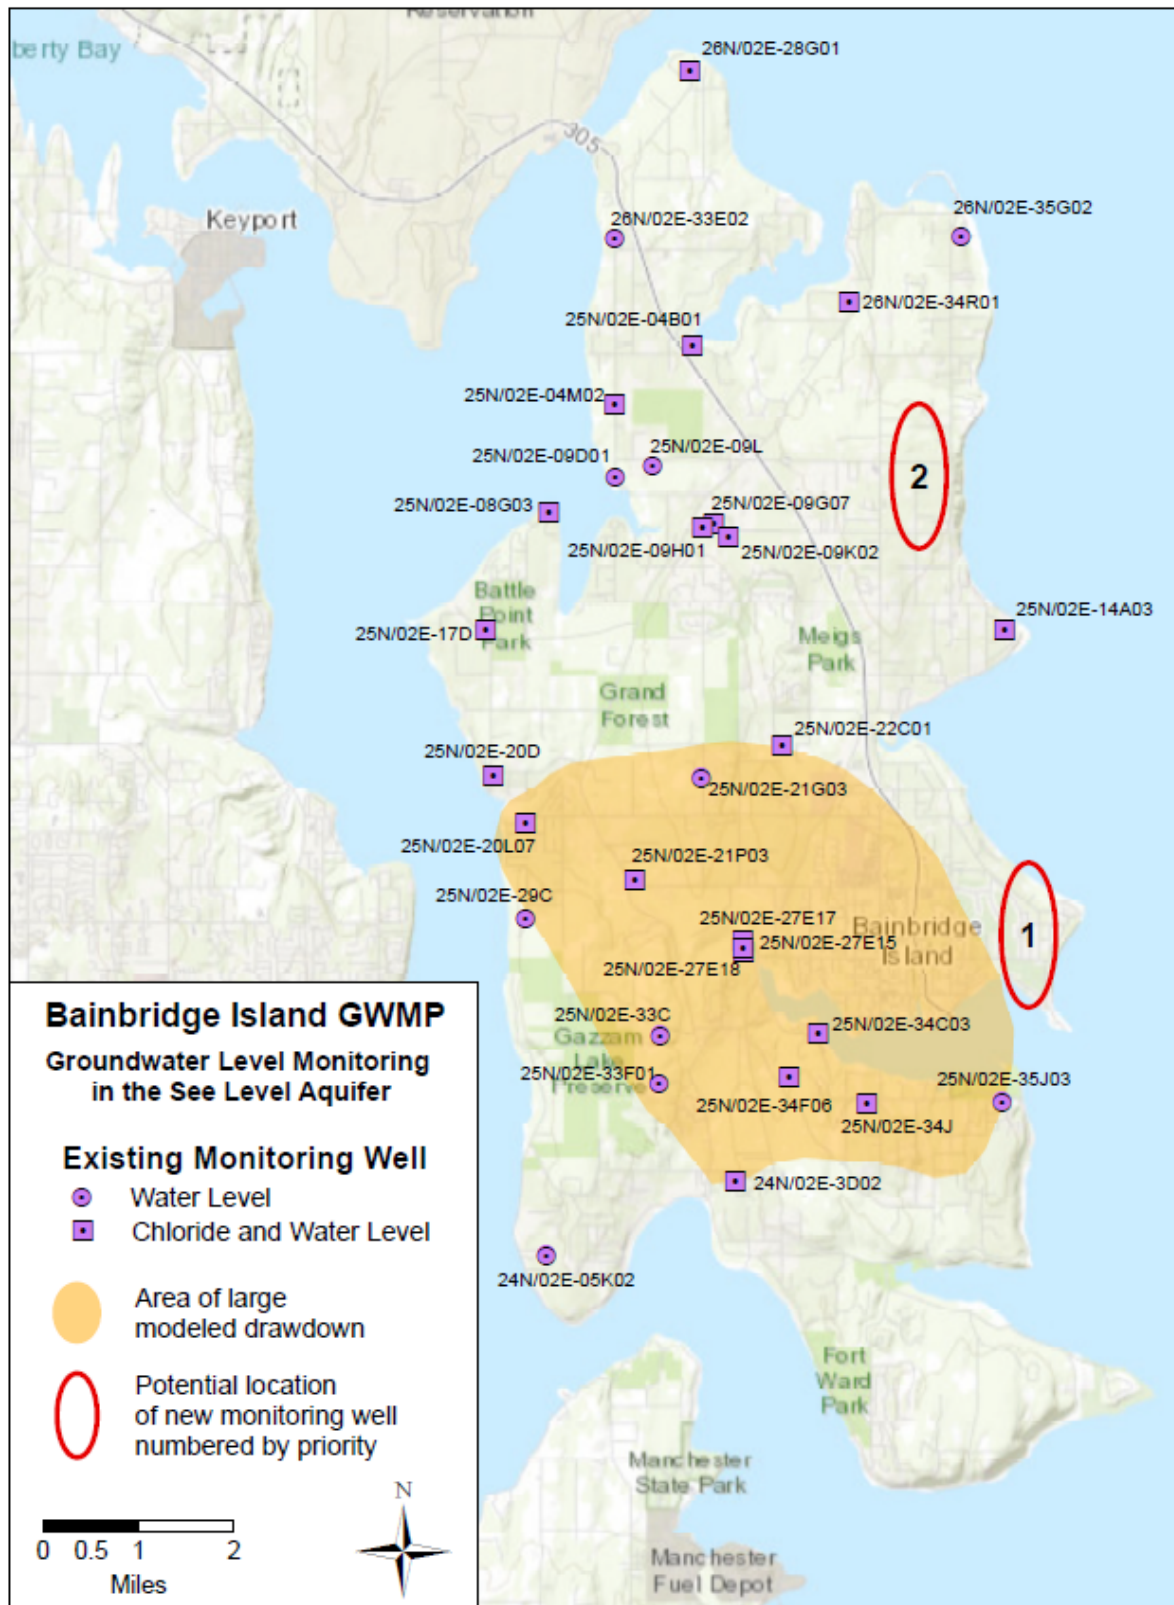 Reservation
berty Bay
26N/02E-28G01
305
Keyport
26N/02E-33E02
26N/02E-35G02
26N/02E-34R01
25N/02E-04B01
25N/02E-04M02
25N/02E-09L
25N/02E-09D01
2
25N/02E-08G03
25N/02E-09G07
25N/02E-09H01
25N/02E-09K02
Battle
Point
Park
25N/02E-17D
25N/02E-14A03
Meigs
Park
Grand
Forest
25N/02E-22C01
25N/02E-20D
25N/02E-21G03
25N/02E-20L07
25N/02E-21P03
25N/02E-29C
25N/02E-27E17
25N/02E-27E15
25N/02E-27E18
Bainbridge
Island
1
25N/02E-33C
25N/02E-34C03
Gazzam
Lake
Preserve
25N/02E-33F01
25N/02E-34F06
25N/02E-34J
25N/02E-35J03
24N/02E-3D02
24N/02E-05K02
Fort
Ward
Park
Manchester
State Park
Manchester
Fuel Depot
Bainbridge Island GWMP
Groundwater Level Monitoring
in the See Level Aquifer
Existing Monitoring Well
Water Level
Chloride and Water Level
Area of large
modeled drawdown
Potential location
of new monitoring well
numbered by priority
N
0 0.5 1 2
Miles